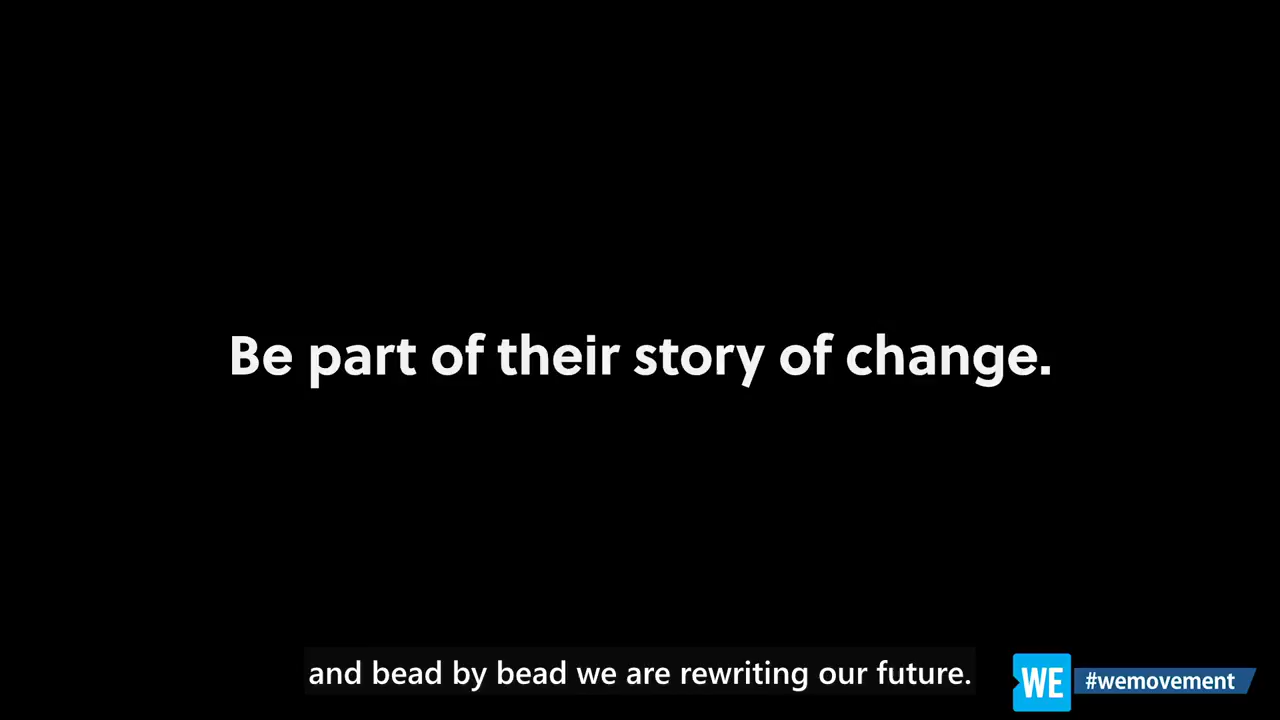 Be part of their story of change.
and bead by bead we are rewriting our future.
WE #wemovement